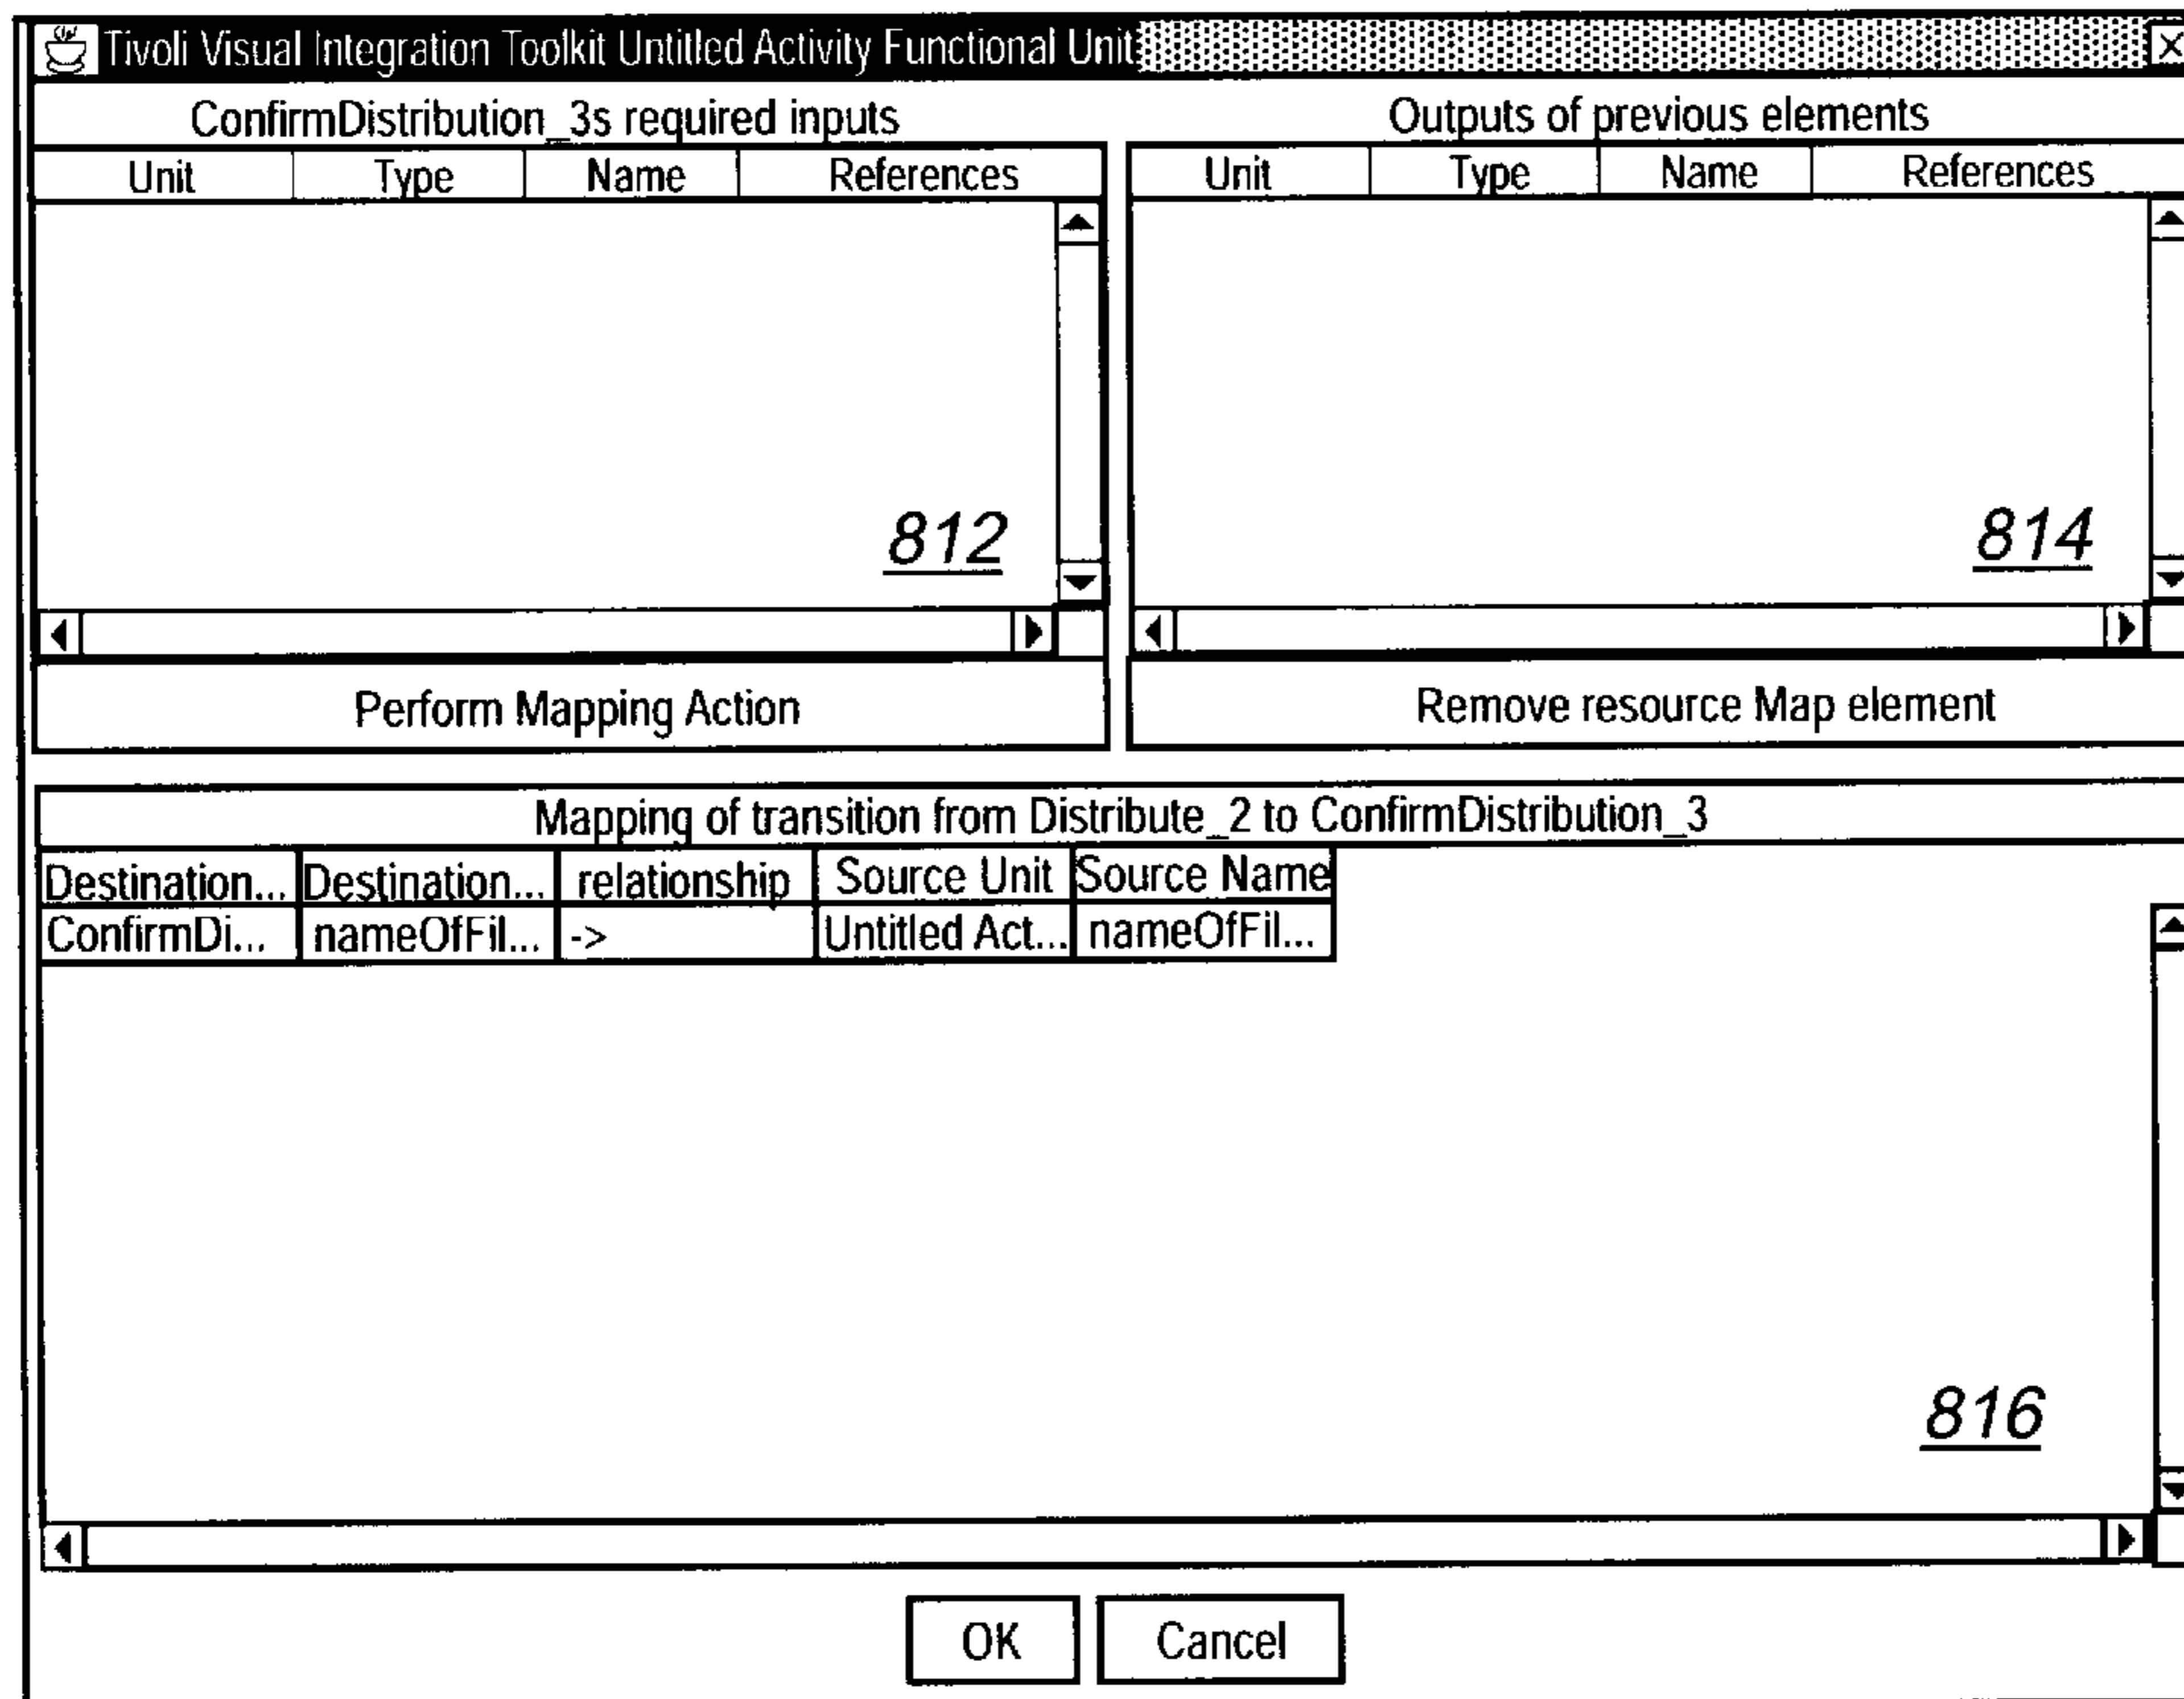 Tivoli Visual Integration Toolkit Untitled Activity Functional Unit
ConfirmDistribution_3s required inputs
Outputs of previous elements
Unit Type Name References
Unit Type Name References
812
814
Perform Mapping Action
Remove resource Map element
Mapping of transition from Distribute_2 to ConfirmDistribution_3
Destination... Destination... relationship Source Unit Source Name
ConfirmDi... nameOfFil... -> Untitled Act... nameOfFil...
816
OK Cancel